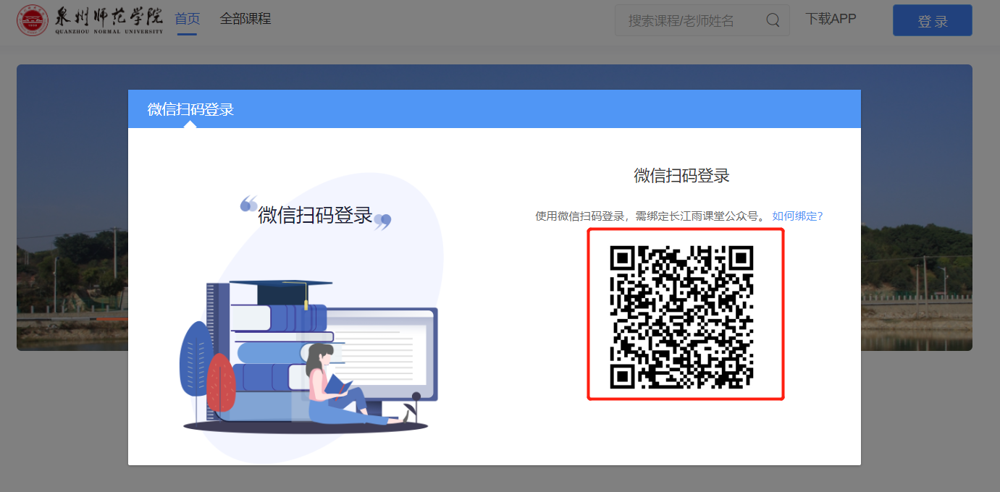 泉州师范学院
QUANZHOU NORMAL UNIVERSITY
首页
全部课程
搜索课程/老师姓名
下载APP
登录
微信扫码登录
微信扫码登录
微信扫码登录
使用微信扫码登录，需绑定长江雨课堂公众号。 如何绑定?